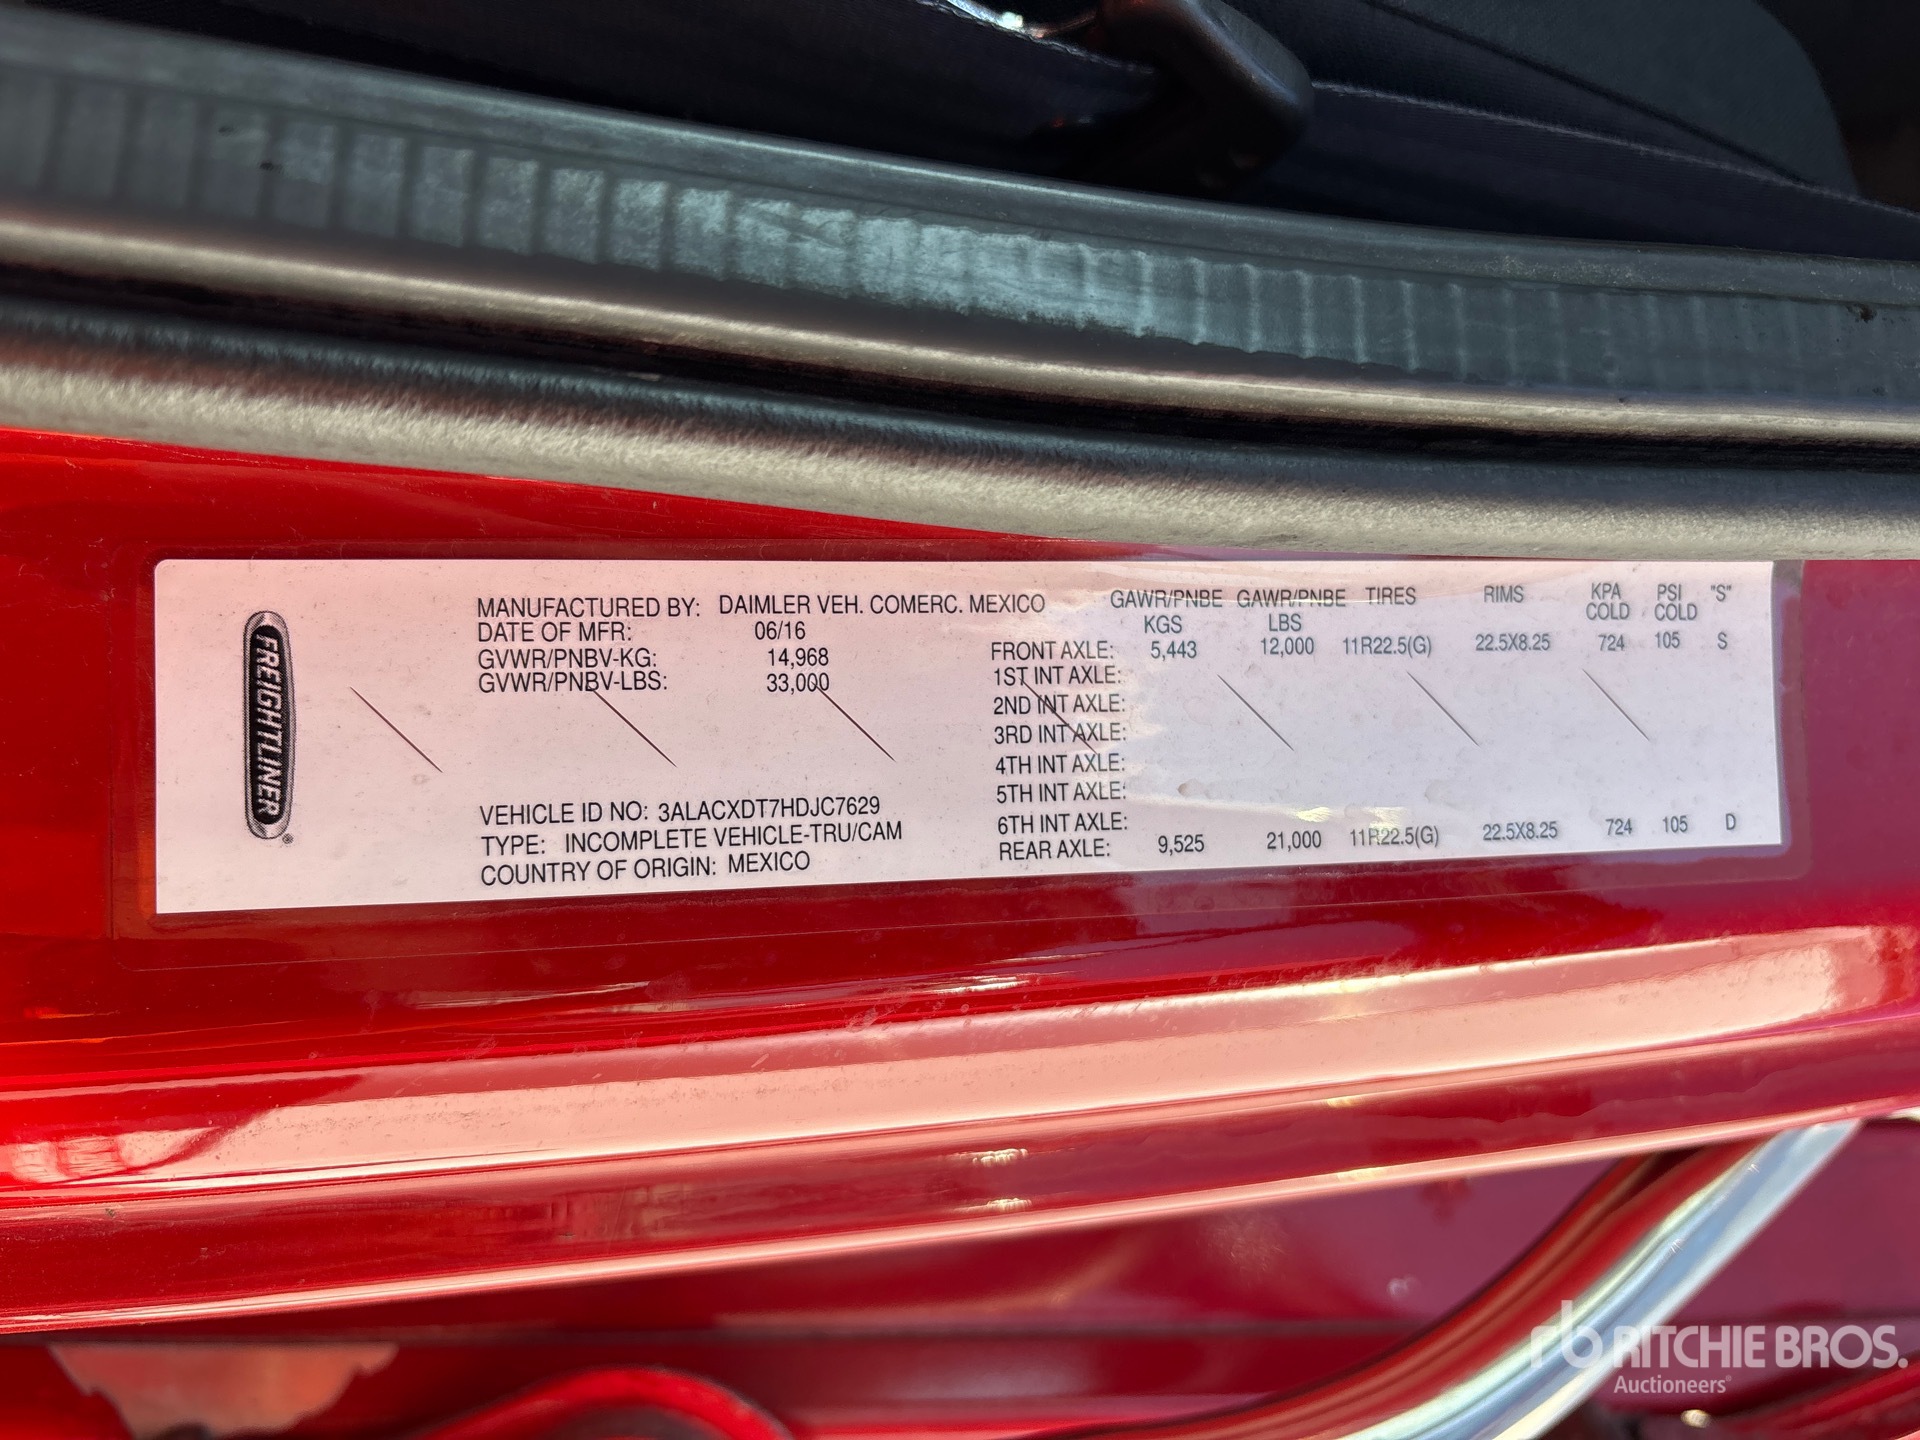 FREIGHTLINER®
MANUFACTURED BY: DAIMLER VEH. COMERC. MEXICO
DATE OF MFR: 06/16
GVWR/PNBV-KG: 14,968
GVWR/PNBV-LBS: 33,000
VEHICLE ID NO: 3ALACXDT7HDJC7629
TYPE: INCOMPLETE VEHICLE-TRU/CAM
COUNTRY OF ORIGIN: MEXICO
GAWR/PNBE KGS GAWR/PNBE LBS TIRES RIMS KPA COLD PSI COLD "S"
FRONT AXLE: 5,443 12,000 11R22.5(G) 22.5X8.25 724 105 S
1ST INT AXLE:
2ND INT AXLE:
3RD INT AXLE:
4TH INT AXLE:
5TH INT AXLE:
6TH INT AXLE:
REAR AXLE: 9,525 21,000 11R22.5(G) 22.5X8.25 724 105 D
rb RITCHIE BROS.
Auctioneers®